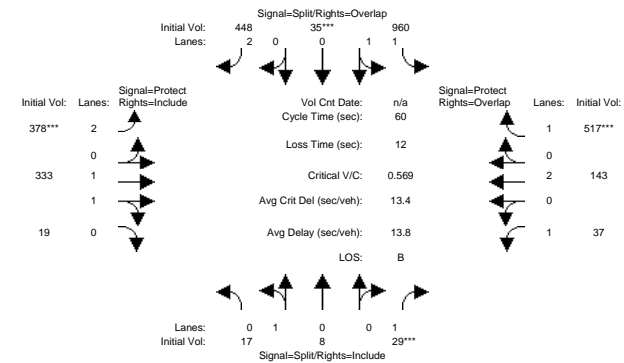 Signal=Split/Rights=Overlap
Initial Vol: 448 35*** 960
Lanes: 2 0 0 1 1
Signal=Protect Signal=Protect
Initial Vol: Lanes: Rights=Include Vol Cnt Date: n/a Rights=Overlap Lanes: Initial Vol:
Cycle Time (sec): 60
378*** 2 1 517***
Loss Time (sec): 12
0 0
333 1 Critical V/C: 0.569 2 143
1 Avg Crit Del (sec/veh): 13.4 0
19 0 Avg Delay (sec/veh): 13.8 1 37
LOS: B
Lanes: 0 1 0 0 1
Initial Vol: 17 8 29***
Signal=Split/Rights=Include